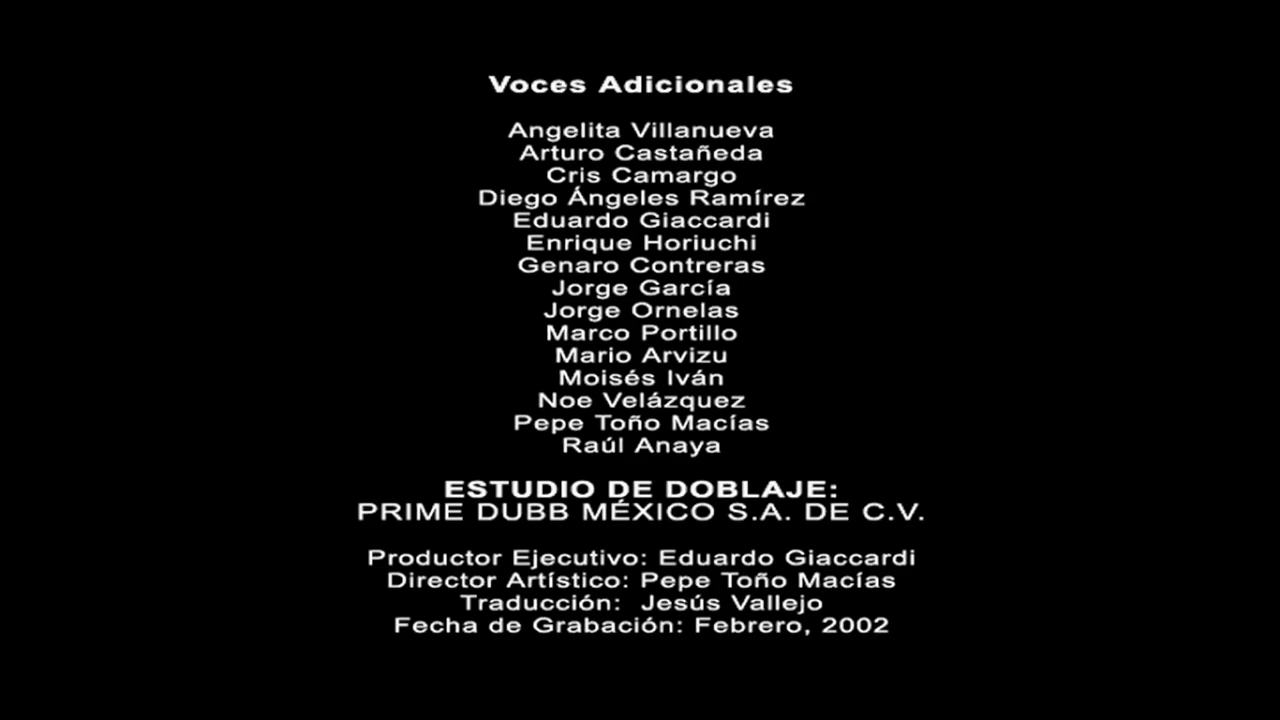 Voces Adicionales
Angelita Villanueva
Arturo Castañeda
Cris Camargo
Diego Ángeles Ramírez
Eduardo Giaccardi
Enrique Horiuchi
Genaro Contreras
Jorge García
Jorge Ornelas
Marco Portillo
Mario Arvizu
Moisés Iván
Noe Velázquez
Pepe Toño Macías
Raúl Anaya
ESTUDIO DE DOBLAJE:
PRIME DUBB MÉXICO S.A. DE C.V.
Productor Ejecutivo: Eduardo Giaccardi
Director Artístico: Pepe Toño Macías
Traducción: Jesús Vallejo
Fecha de Grabación: Febrero, 2002